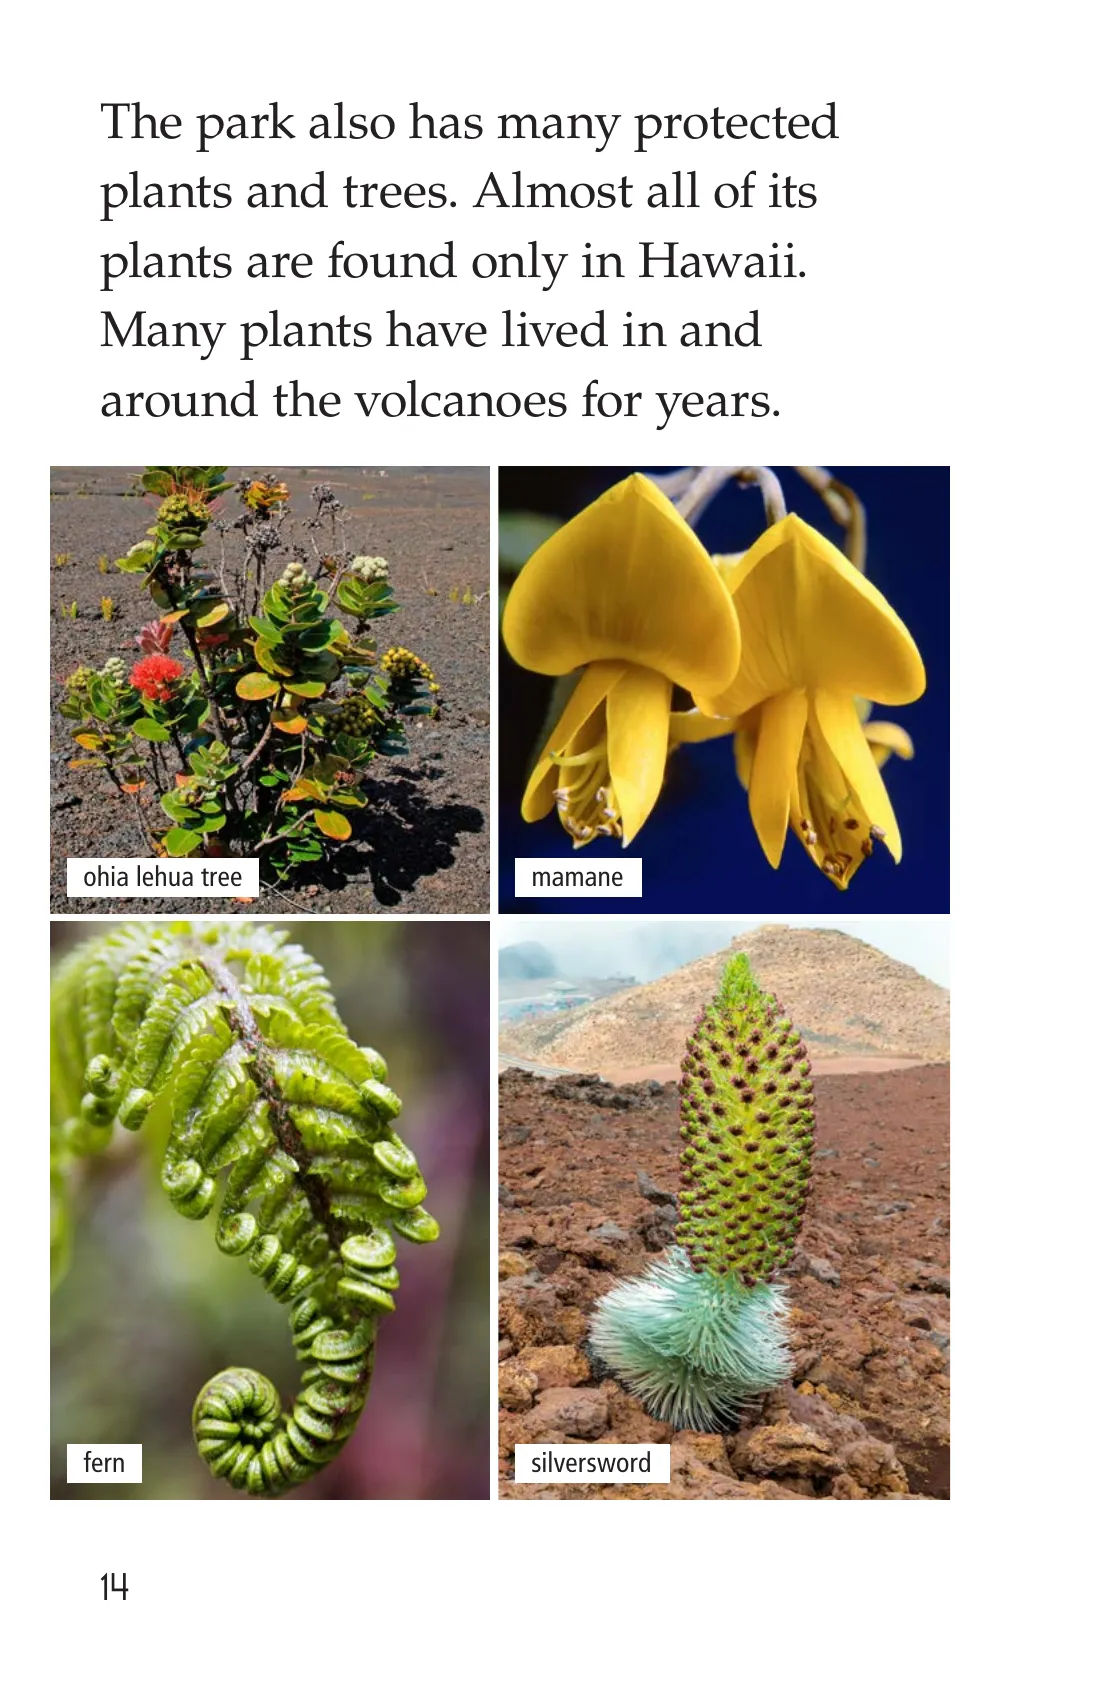 The park also has many protected
plants and trees. Almost all of its
plants are found only in Hawaii.
Many plants have lived in and
around the volcanoes for years.
ohia lehua tree
mamane
fern
silversword
14